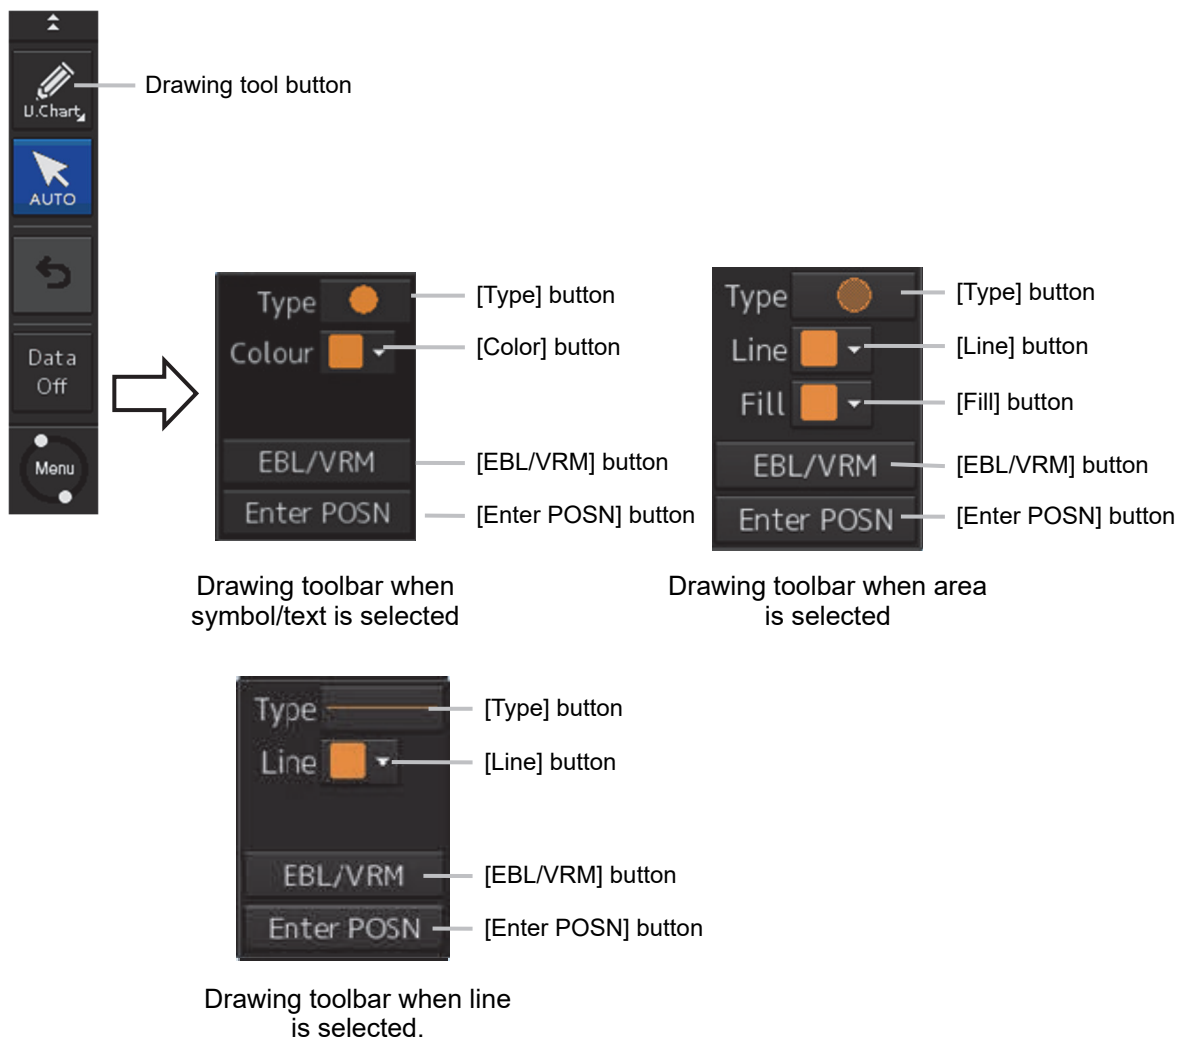 Drawing tool button
U.Chart
AUTO
Data
Off
Menu
Type
[Type] button
Colour
[Color] button
EBL/VRM
[EBL/VRM] button
Enter POSN
[Enter POSN] button
Drawing toolbar when
symbol/text is selected
Type
[Type] button
Line
[Line] button
Fill
[Fill] button
EBL/VRM
[EBL/VRM] button
Enter POSN
[Enter POSN] button
Drawing toolbar when area
is selected
Type
[Type] button
Line
[Line] button
EBL/VRM
[EBL/VRM] button
Enter POSN
[Enter POSN] button
Drawing toolbar when line
is selected.